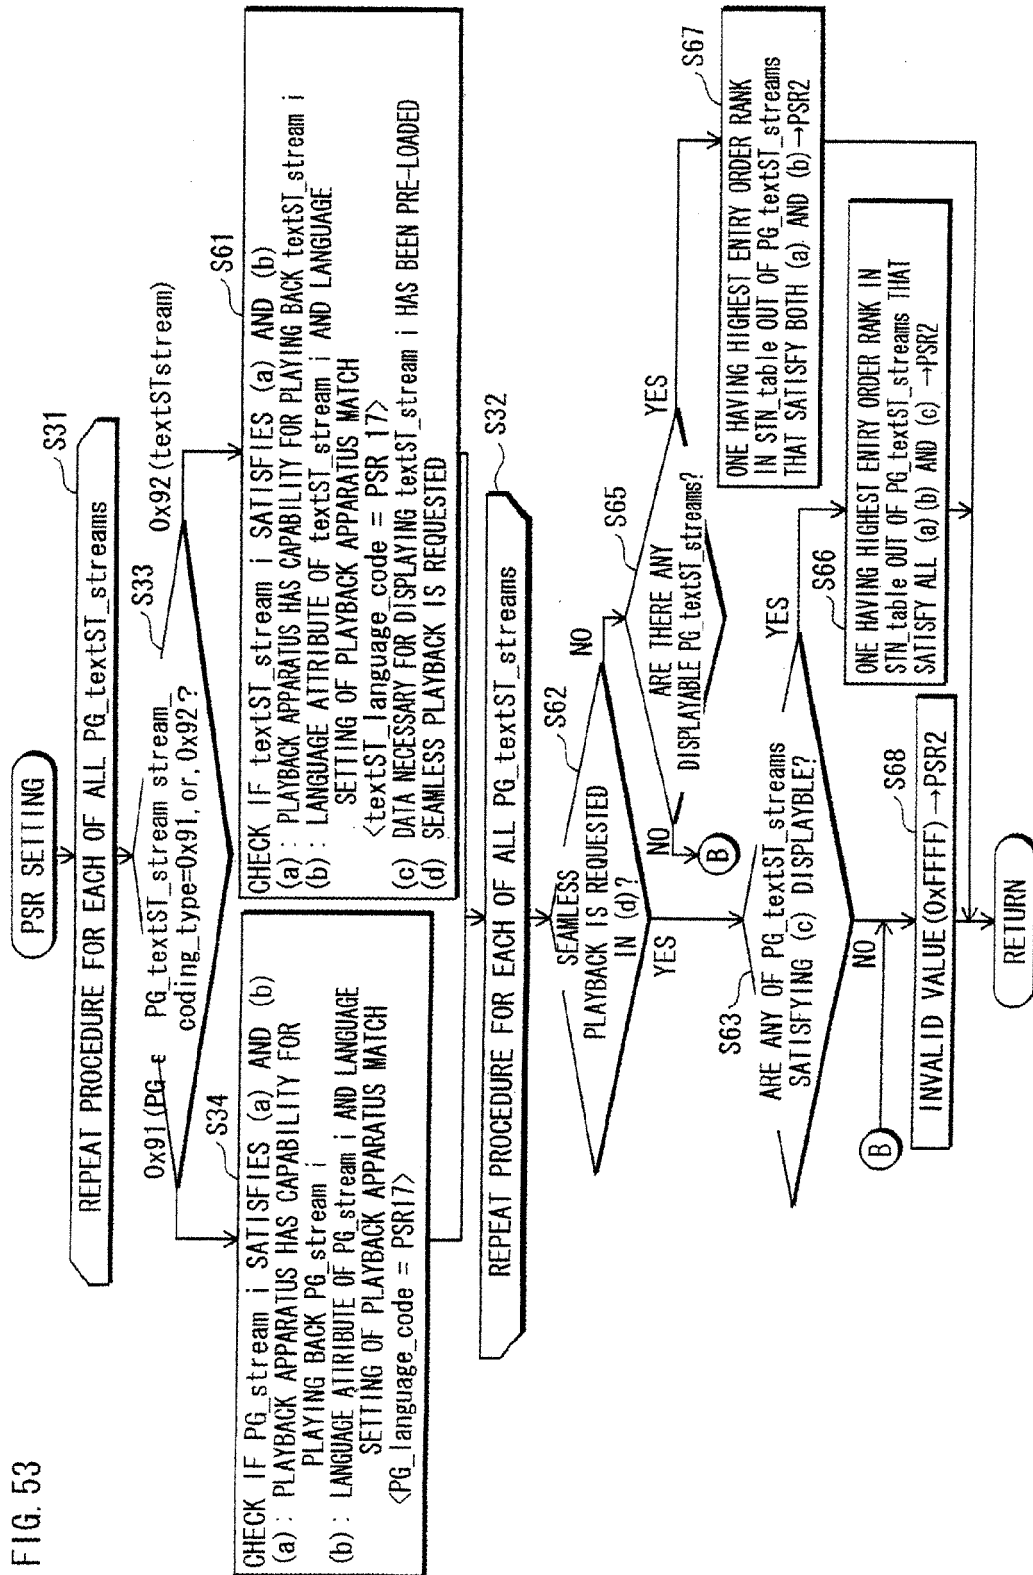 FIG. 53
PSR SETTING
S31
REPEAT PROCEDURE FOR EACH OF ALL PG_textST_streams
S33
PG_textST_stream stream_
coding_type=0x91, or, 0x92?
0x91(PG
0x92(textSTstream)
S34
CHECK IF PG_stream i SATISFIES (a) AND (b)
(a): PLAYBACK APPARATUS HAS CAPABILITY FOR
PLAYING BACK PG_stream i
(b): LANGUAGE ATTRIBUTE OF PG_stream i AND LANGUAGE
SETTING OF PLAYBACK APPARATUS MATCH
<PG_language_code = PSR17>
S61
CHECK IF textST_stream i SATISFIES (a) AND (b)
(a): PLAYBACK APPARATUS HAS CAPABILITY FOR PLAYING BACK textST_stream i
(b): LANGUAGE ATTRIBUTE OF textST_stream i AND LANGUAGE
SETTING OF PLAYBACK APPARATUS MATCH
<textST_language_code = PSR 17>
(c) DATA NECESSARY FOR DISPLAYING textST_stream i HAS BEEN PRE-LOADED
(d) SEAMLESS PLAYBACK IS REQUESTED
S32
REPEAT PROCEDURE FOR EACH OF ALL PG_textST_streams
S62
SEAMLESS
PLAYBACK IS REQUESTED
IN (d)?
NO
YES
S65
ARE THERE ANY
DISPLAYABLE PG_textST_streams?
YES
NO
B
S67
ONE HAVING HIGHEST ENTRY ORDER RANK
IN STN_table OUT OF PG_textST_streams
THAT SATISFY BOTH (a) AND (b)→PSR2
S63
ARE ANY OF PG_textST_streams
SATISFYING (c) DISPLAYBLE?
YES
NO
S66
ONE HAVING HIGHEST ENTRY ORDER RANK IN
STN_table OUT OF PG_textST_streams THAT
SATISFY ALL (a)(b) AND (c) →PSR2
B
S68
INVALID VALUE(0xFFFF)→PSR2
RETURN